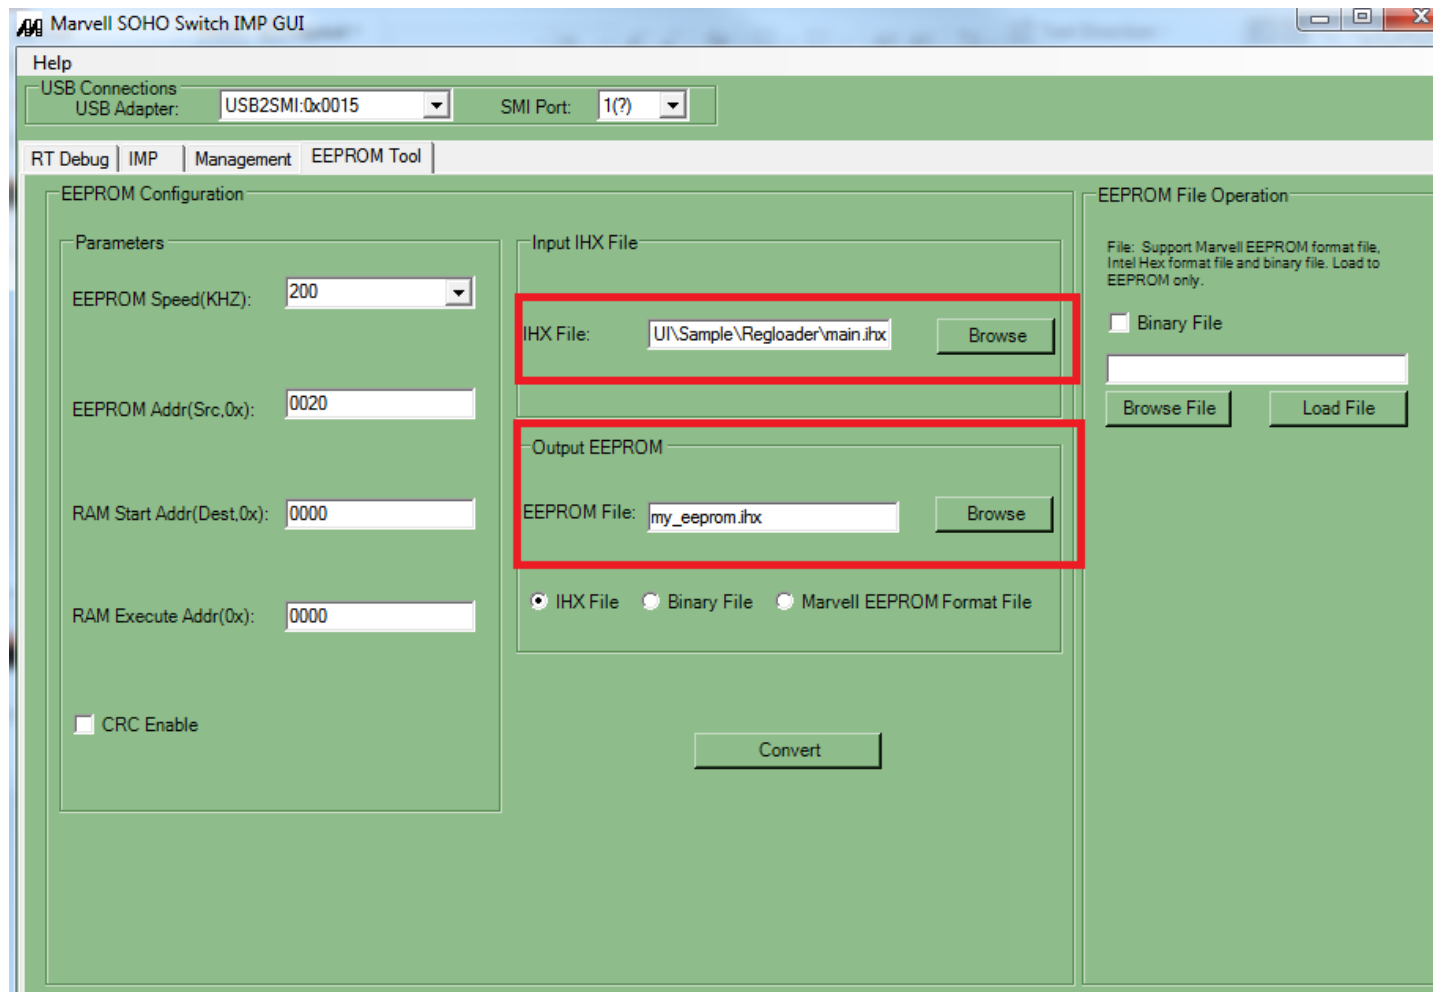 Marvell SOHO Switch IMP GUI
Help
USB Connections
USB Adapter: USB2SMI:0x0015 SMI Port: 1(?)
RT Debug IMP Management EEPROM Tool
EEPROM Configuration
Parameters
EEPROM Speed(KHZ): 200
EEPROM Addr(Src,0x): 0020
RAM Start Addr(Dest,0x): 0000
RAM Execute Addr(0x): 0000
CRC Enable
Input IHX File
IHX File: UI\Sample\Regloader\main.ihx Browse
Output EEPROM
EEPROM File: my_eeprom.ihx Browse
IHX File Binary File Marvell EEPROM Format File
Convert
EEPROM File Operation
File: Support Marvell EEPROM format file,
Intel Hex format file and binary file. Load to
EEPROM only.
Binary File
Browse File Load File